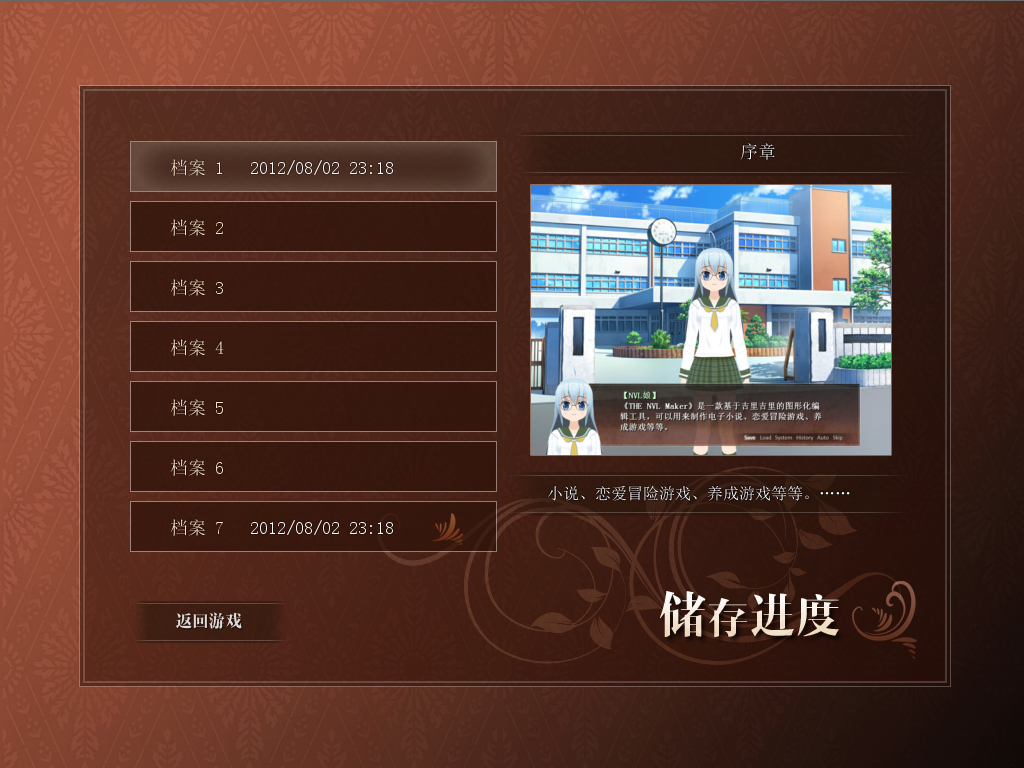 档案 1 2012/08/02 23:18
档案 2
档案 3
档案 4
档案 5
档案 6
档案 7 2012/08/02 23:18
返回游戏
序章
【NVL娘】
《THE NVL Maker》是一款基于吉里吉里的图形化编
辑工具，可以用来制作电子小说、恋爱冒险游戏、养
成游戏等等。
Save Load System History Auto Skip
小说、恋爱冒险游戏、养成游戏等等。……
储存进度